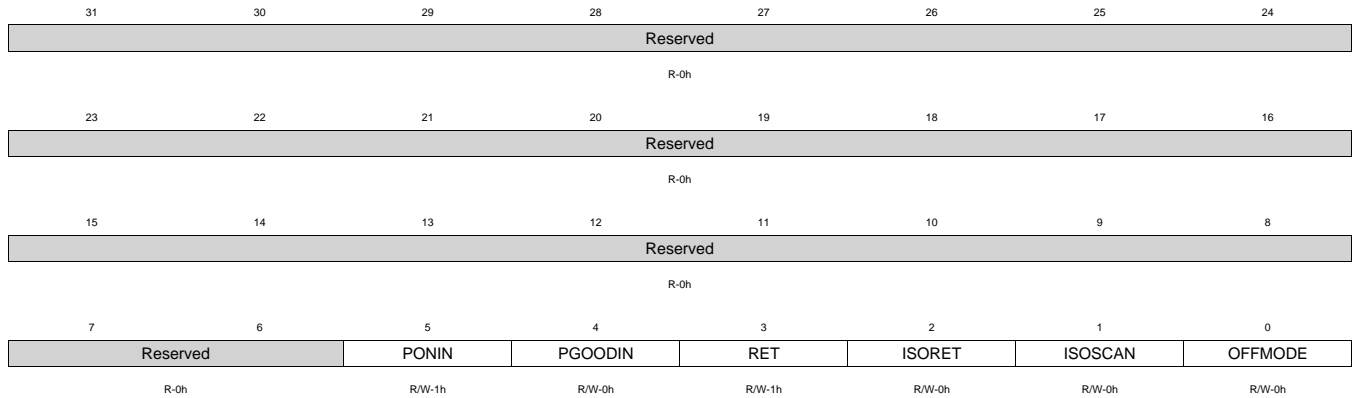 31 30 29 28 27 26 25 24
Reserved
R-0h
23 22 21 20 19 18 17 16
Reserved
R-0h
15 14 13 12 11 10 9 8
Reserved
R-0h
7 6 5 4 3 2 1 0
Reserved PONIN PGOODIN RET ISORET ISOSCAN OFFMODE
R-0h R/W-1h R/W-0h R/W-1h R/W-0h R/W-0h R/W-0h